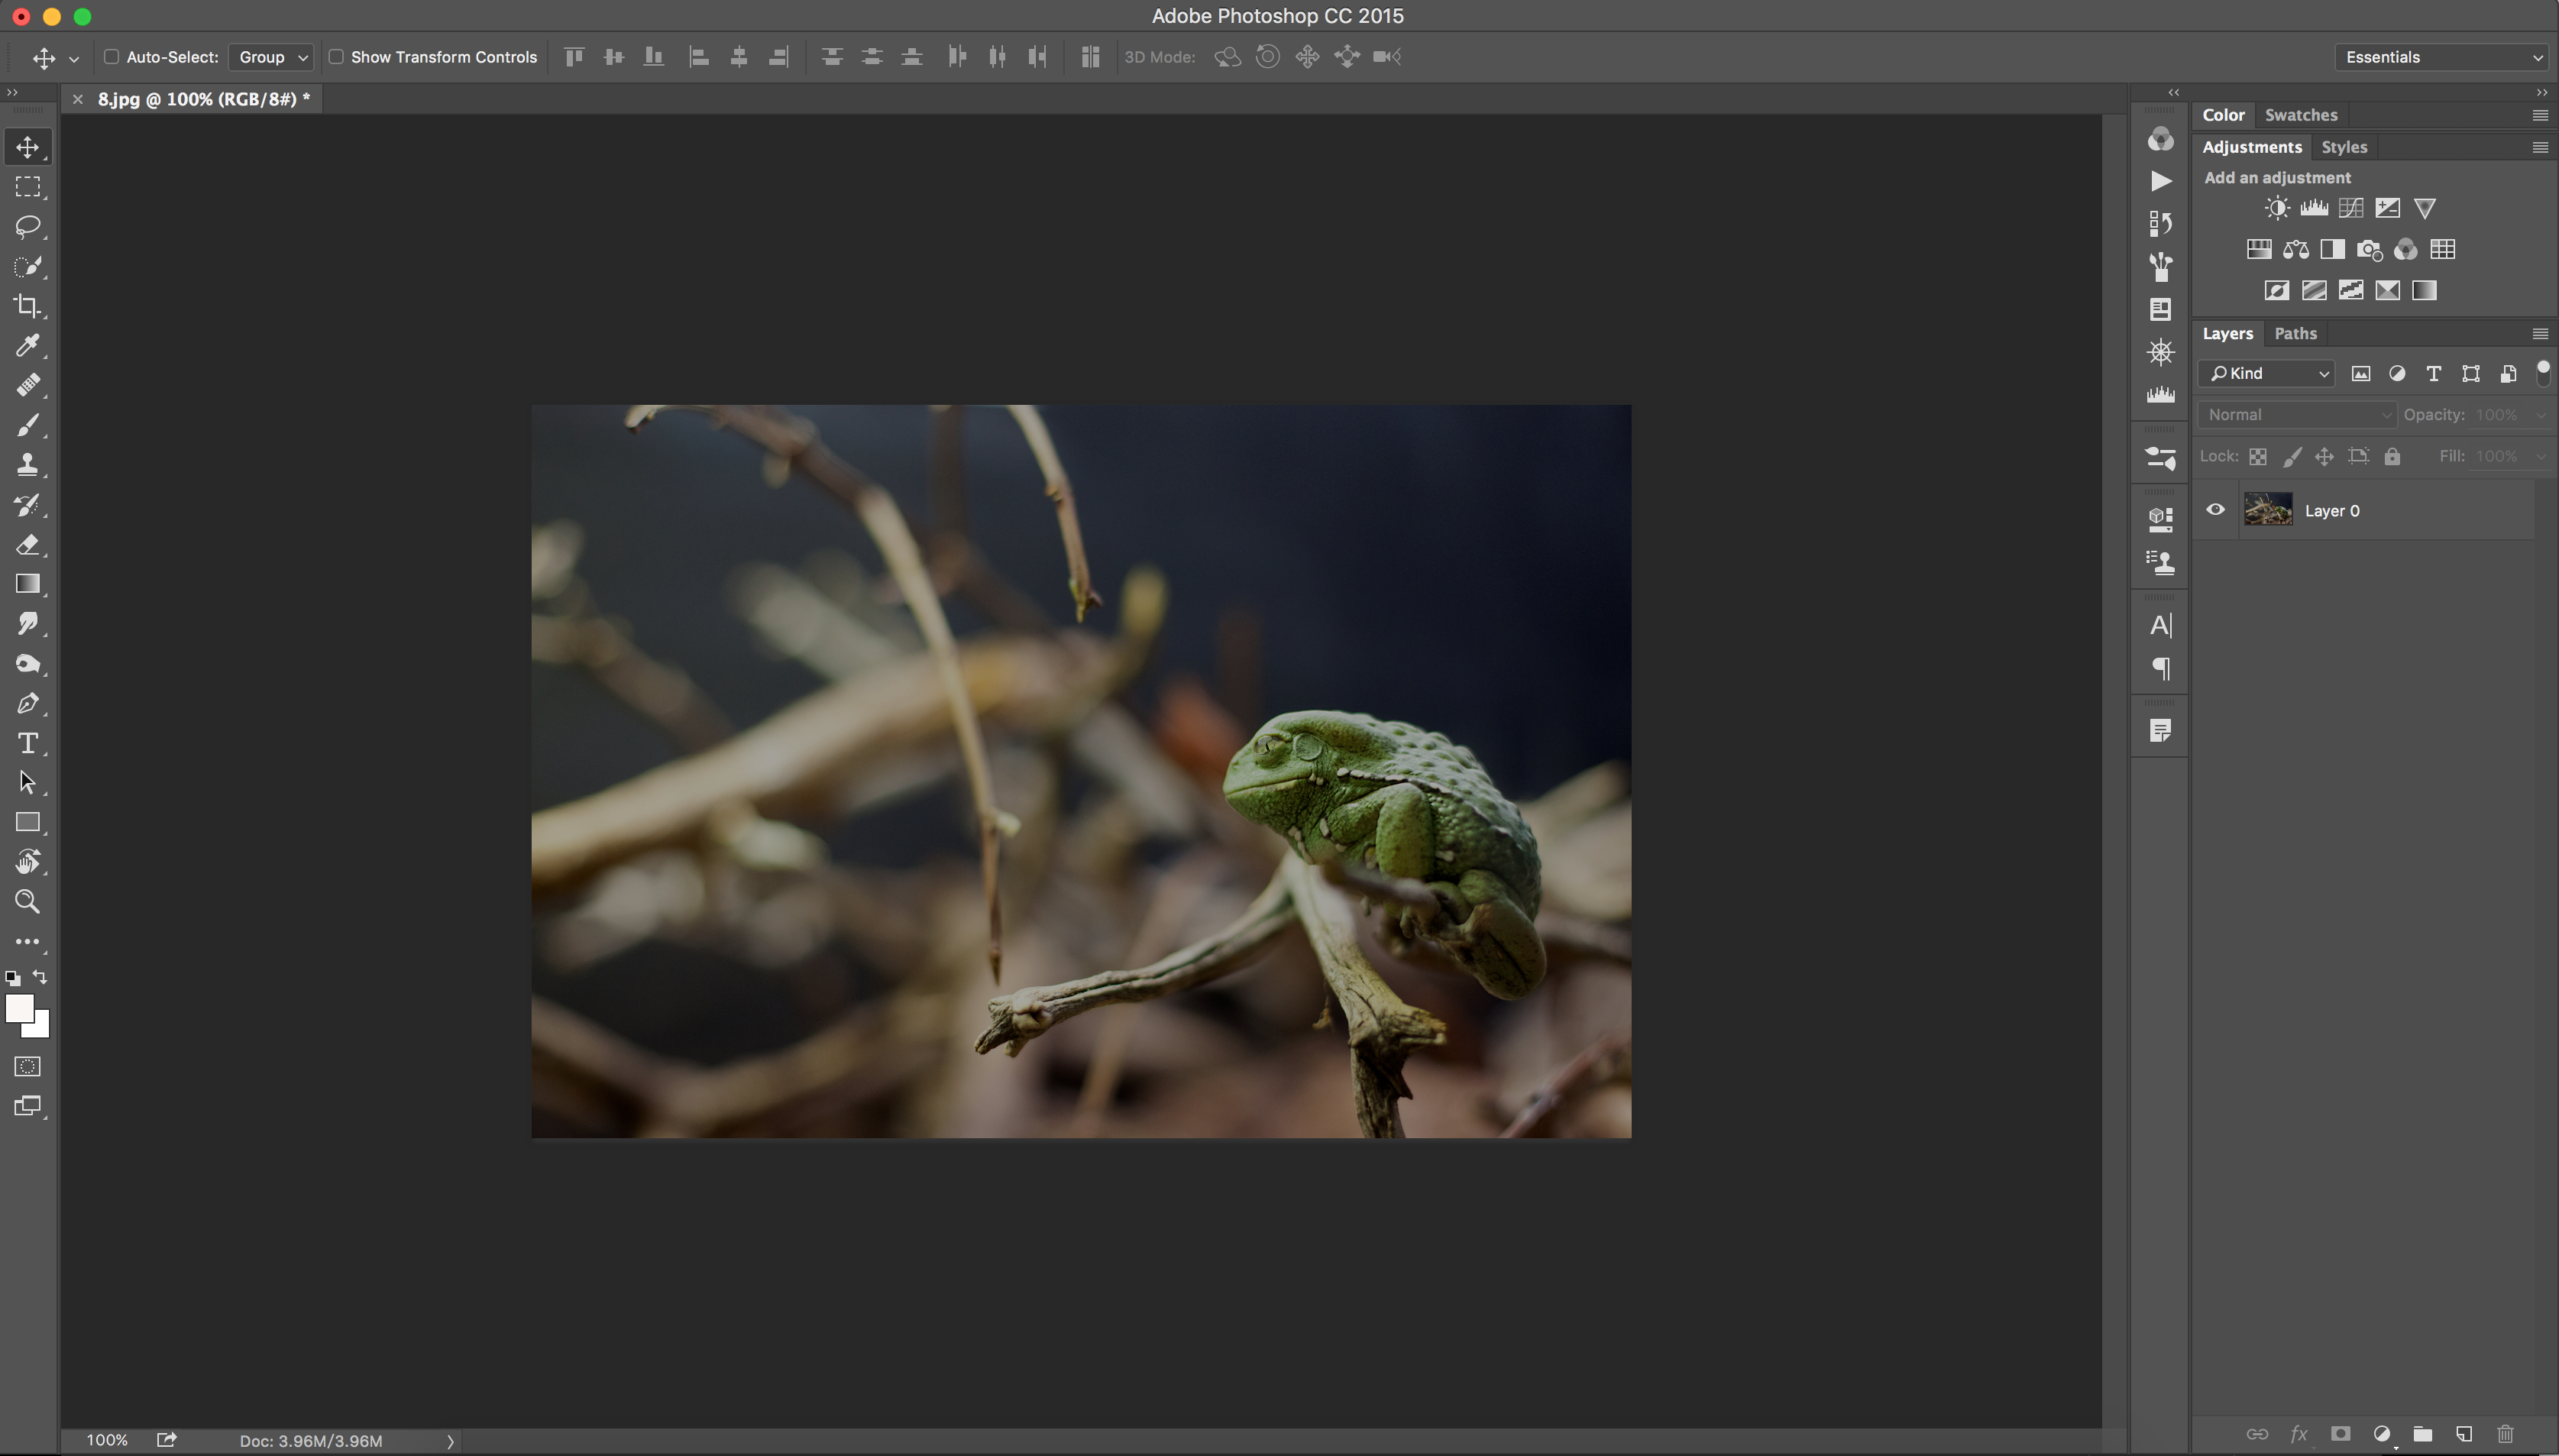 Adobe Photoshop CC 2015
Auto-Select: Group Show Transform Controls 3D Mode: Essentials
8.jpg @ 100% (RGB/8#) *
Color Swatches
Adjustments Styles
Add an adjustment
Layers Paths
Kind
Normal Opacity: 100%
Lock: Fill: 100%
Layer 0
100% Doc: 3.96M/3.96M